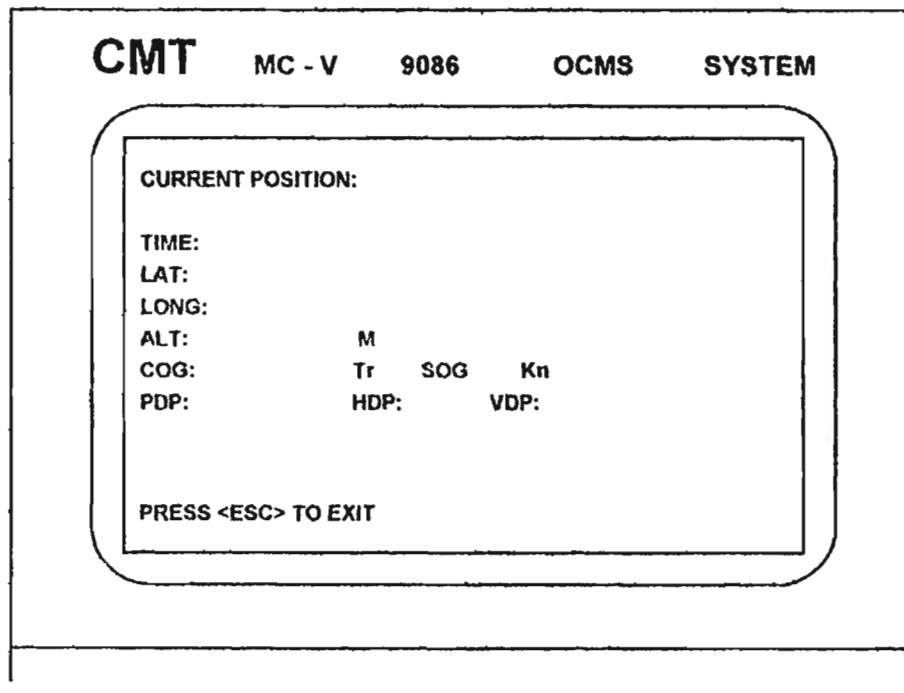 CMT MC - V 9086 OCMS SYSTEM
CURRENT POSITION:
TIME:
LAT:
LONG:
ALT: M
COG: Tr SOG Kn
PDP: HDP: VDP:
PRESS <ESC> TO EXIT